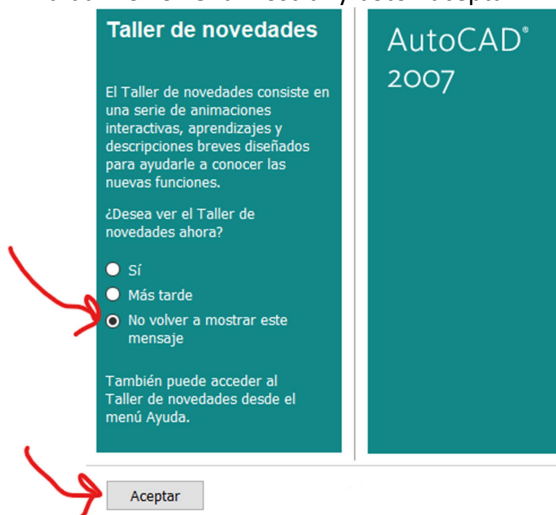 Taller de novedades
El Taller de novedades consiste en
una serie de animaciones
interactivas, aprendizajes y
descripciones breves diseñados
para ayudarle a conocer las
nuevas funciones.
¿Desea ver el Taller de
novedades ahora?
Sí
Más tarde
No volver a mostrar este
mensaje
También puede acceder al
Taller de novedades desde el
menú Ayuda.
Aceptar
AutoCAD®
2007